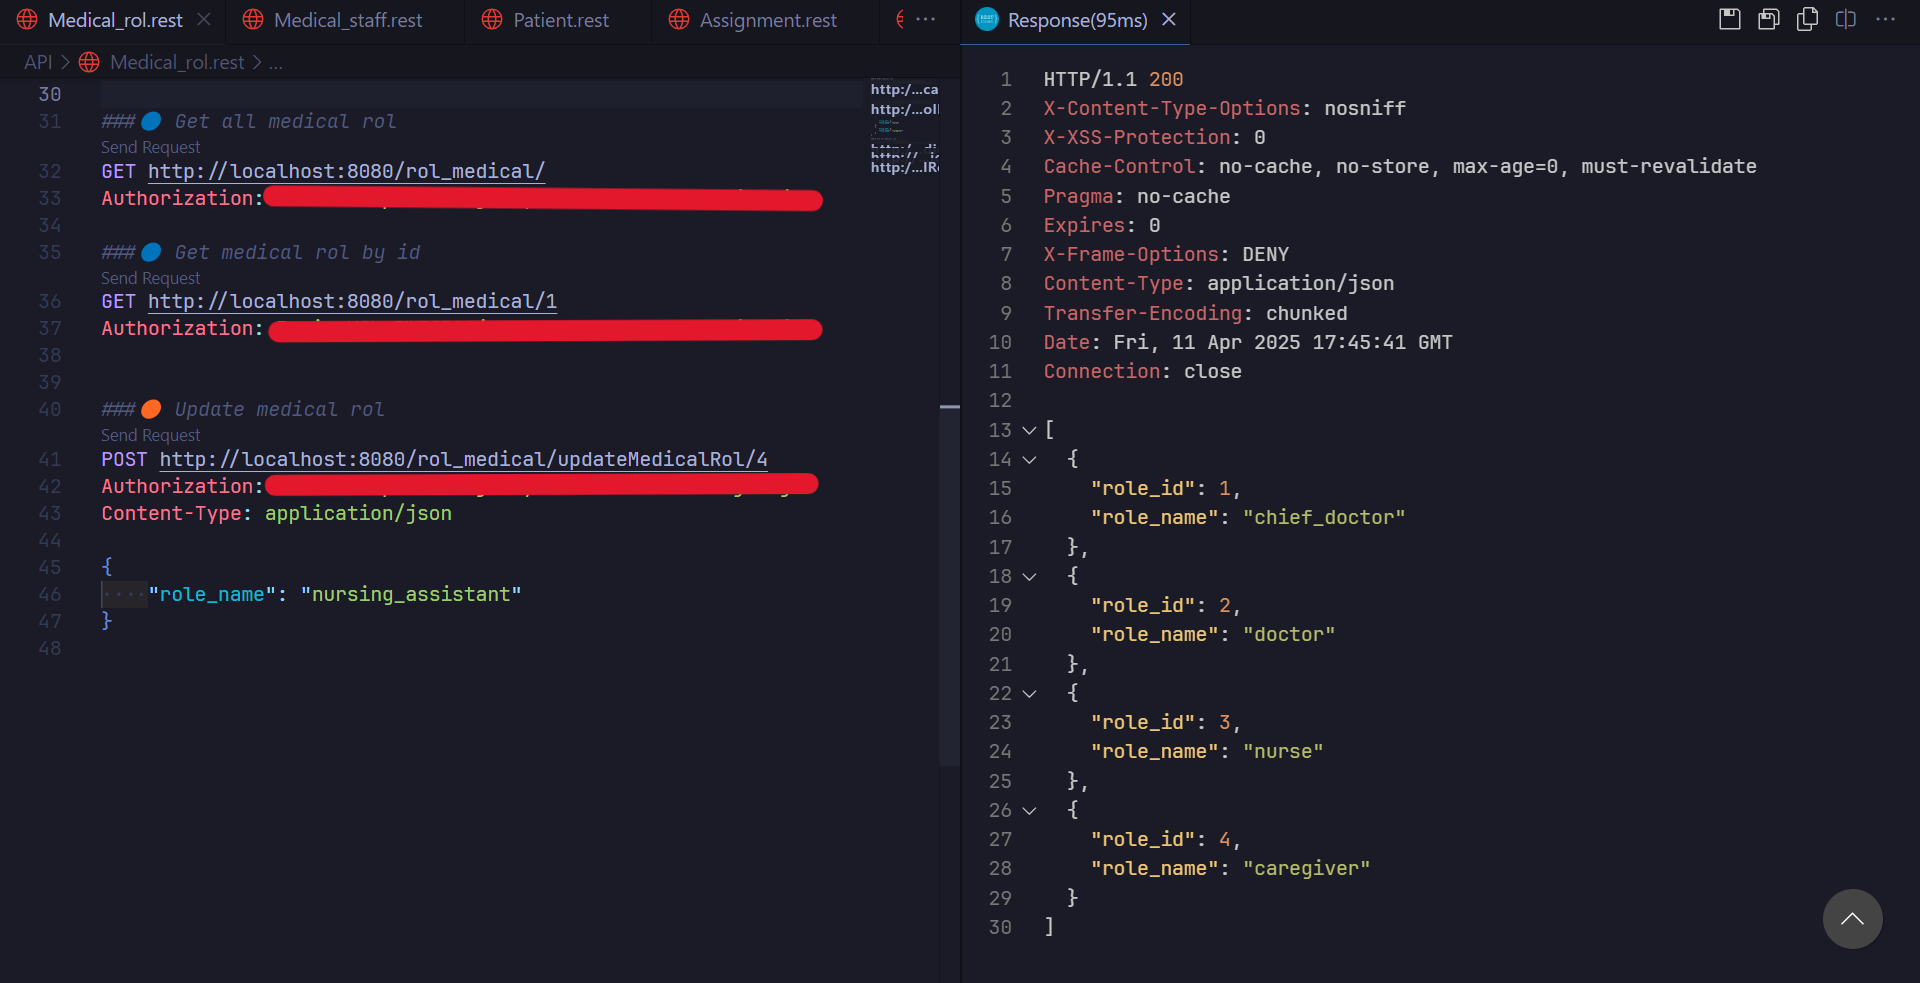 Medical_rol.rest
Medical_staff.rest
Patient.rest
Assignment.rest
API > Medical_rol.rest > ...
30
31 ### Get all medical rol
Send Request
32 GET http://localhost:8080/rol_medical/
33 Authorization:
34
35 ### Get medical rol by id
Send Request
36 GET http://localhost:8080/rol_medical/1
37 Authorization:
38
39
40 ### Update medical rol
Send Request
41 POST http://localhost:8080/rol_medical/updateMedicalRol/4
42 Authorization:
43 Content-Type: application/json
44
45 {
46 ····"role_name": "nursing_assistant"
47 }
48
http:/...ca
http:/...oll
http:/...lRo
Response(95ms)
1 HTTP/1.1 200
2 X-Content-Type-Options: nosniff
3 X-XSS-Protection: 0
4 Cache-Control: no-cache, no-store, max-age=0, must-revalidate
5 Pragma: no-cache
6 Expires: 0
7 X-Frame-Options: DENY
8 Content-Type: application/json
9 Transfer-Encoding: chunked
10 Date: Fri, 11 Apr 2025 17:45:41 GMT
11 Connection: close
12
13 [
14 {
15 "role_id": 1,
16 "role_name": "chief_doctor"
17 },
18 {
19 "role_id": 2,
20 "role_name": "doctor"
21 },
22 {
23 "role_id": 3,
24 "role_name": "nurse"
25 },
26 {
27 "role_id": 4,
28 "role_name": "caregiver"
29 }
30 ]